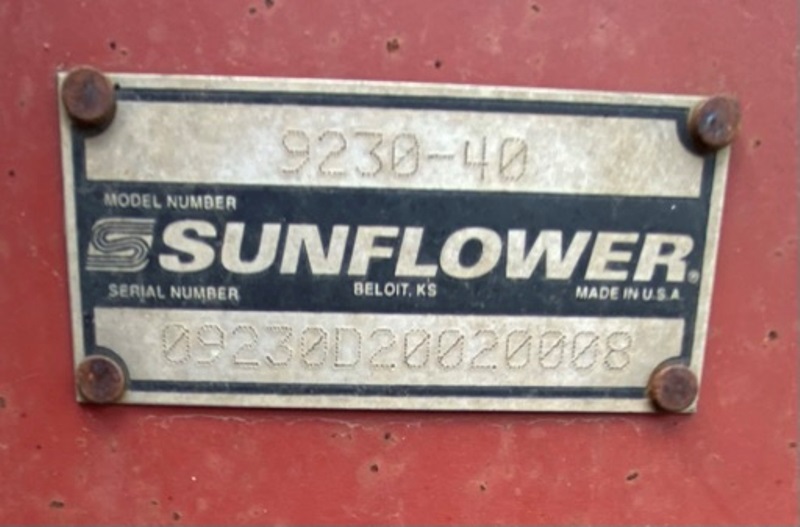 9230-40
MODEL NUMBER
SUNFLOWER®
SERIAL NUMBER BELOIT, KS MADE IN U.S.A.
09230D20020008